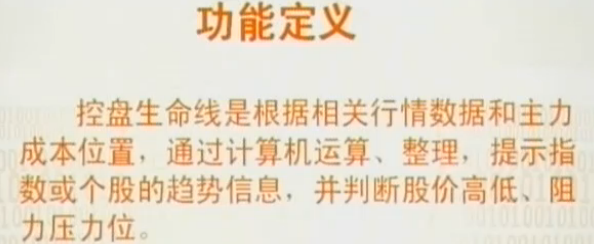 功能定义
控盘生命线是根据相关行情数据和主力
成本位置，通过计算机运算、整理，提示指
数或个股的趋势信息，并判断股价高低、阻
力压力位。